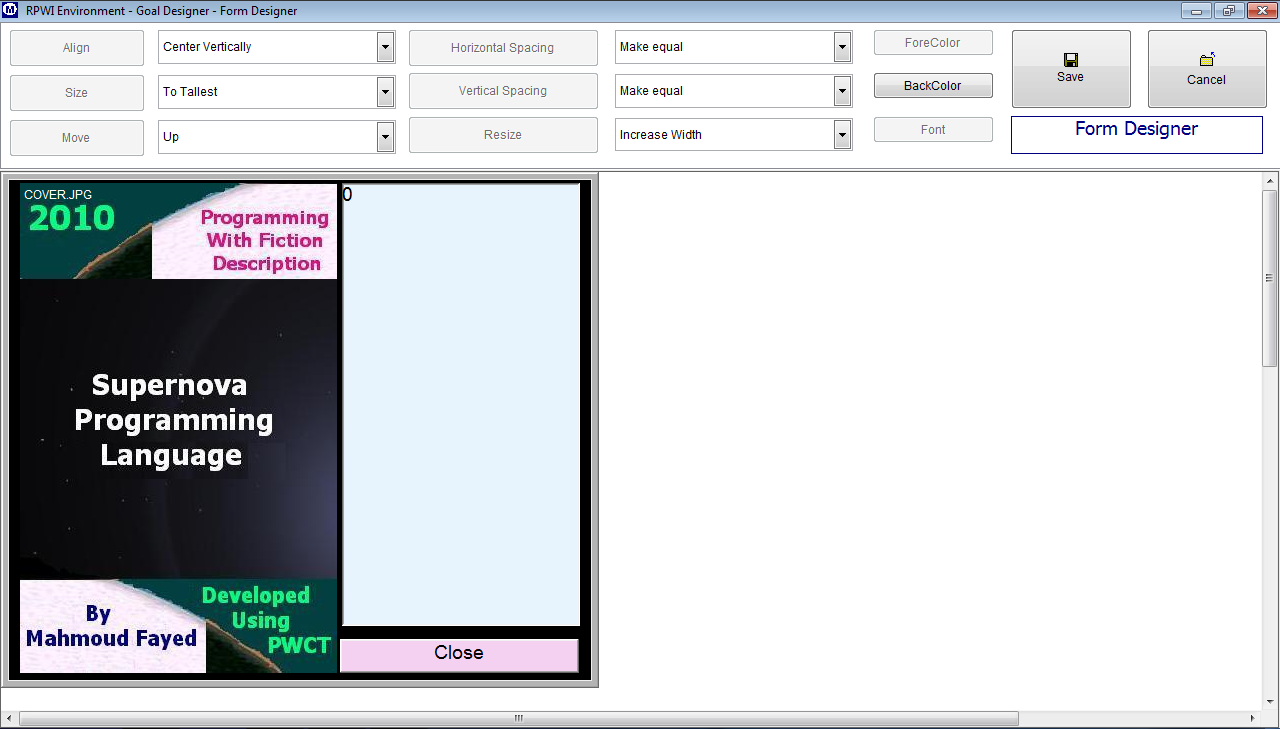 RPWI Environment - Goal Designer - Form Designer
Align
Center Vertically
Horizontal Spacing
Make equal
ForeColor
Save
Cancel
Size
To Tallest
Vertical Spacing
Make equal
BackColor
Move
Up
Resize
Increase Width
Font
Form Designer
COVER.JPG
2010
Programming
With Fiction
Description
0
Supernova
Programming
Language
By
Mahmoud Fayed
Developed
Using
PWCT
Close